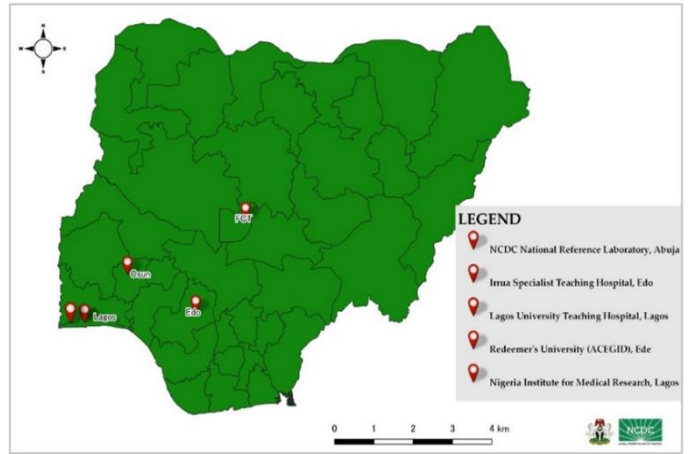 N
W
E
S
FCT
Osun
Edo
Lagos
LEGEND
NCDC National Reference Laboratory, Abuja
Irrua Specialist Teaching Hospital, Edo
Lagos University Teaching Hospital, Lagos
Redeemer's University (ACEGID), Ede
Nigeria Institute for Medical Research, Lagos
0 1 2 3 4 km
NCDC